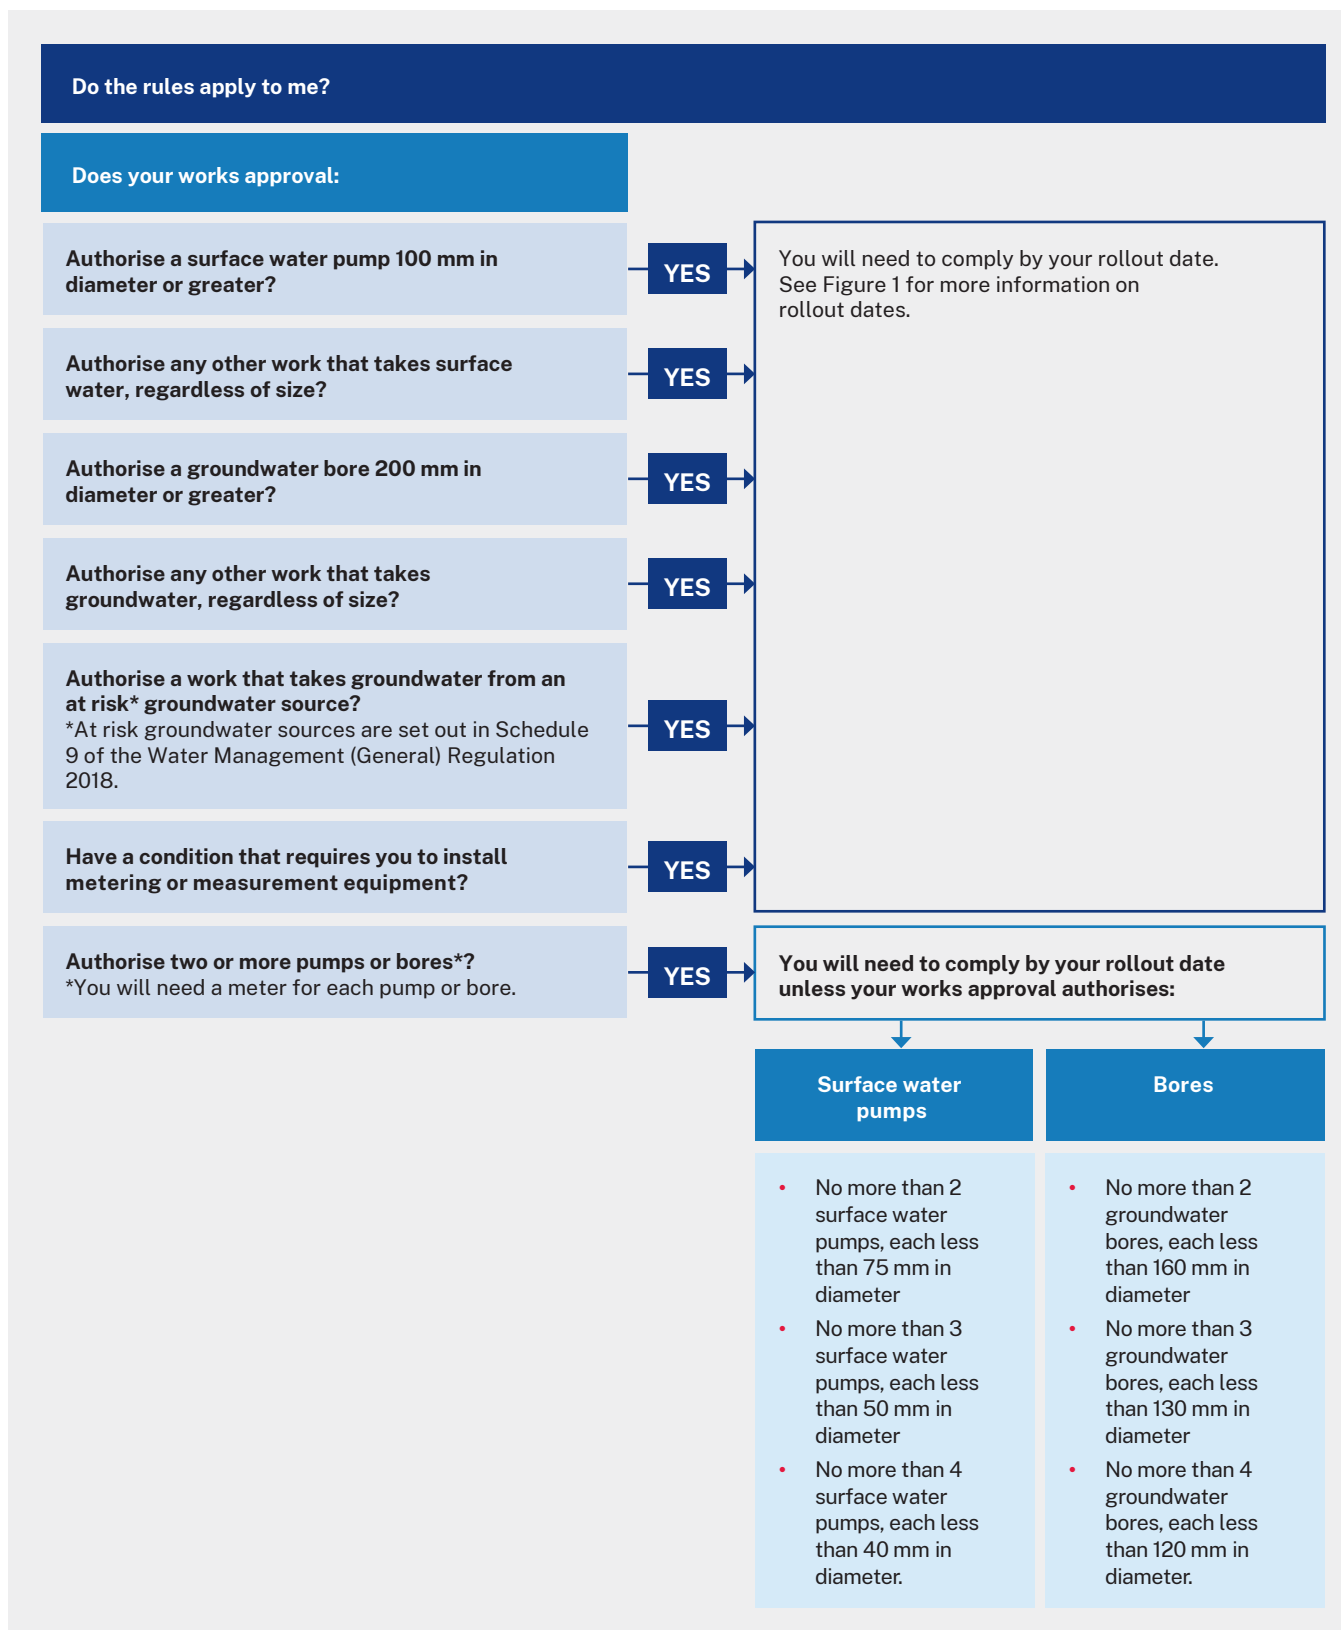 Do the rules apply to me?
Does your works approval:
Authorise a surface water pump 100 mm in
diameter or greater?
YES
You will need to comply by your rollout date.
See Figure 1 for more information on
rollout dates.
Authorise any other work that takes surface
water, regardless of size?
YES
Authorise a groundwater bore 200 mm in
diameter or greater?
YES
Authorise any other work that takes
groundwater, regardless of size?
YES
Authorise a work that takes groundwater from an
at risk* groundwater source?
*At risk groundwater sources are set out in Schedule
9 of the Water Management (General) Regulation
2018.
YES
Have a condition that requires you to install
metering or measurement equipment?
YES
Authorise two or more pumps or bores*?
*You will need a meter for each pump or bore.
YES
You will need to comply by your rollout date
unless your works approval authorises:
Surface water
pumps
• No more than 2
surface water
pumps, each less
than 75 mm in
diameter
• No more than 3
surface water
pumps, each less
than 50 mm in
diameter
• No more than 4
surface water
pumps, each less
than 40 mm in
diameter.
Bores
• No more than 2
groundwater
bores, each less
than 160 mm in
diameter
• No more than 3
groundwater
bores, each less
than 130 mm in
diameter
• No more than 4
groundwater
bores, each less
than 120 mm in
diameter.